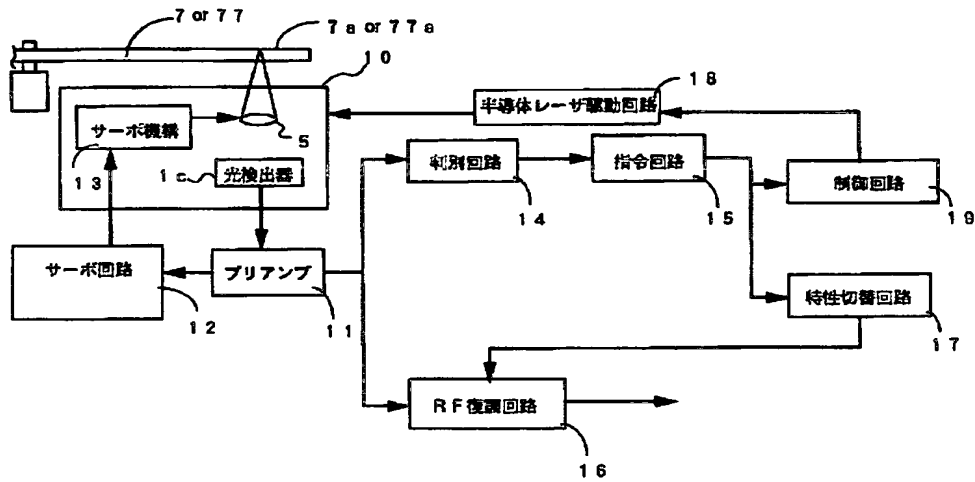 7 or 77
7a or 77a
10
18
半導体レーザ駆動回路
サーボ機構
5
13
1c
光検出器
判別回路
14
指令回路
15
制御回路
19
サーボ回路
12
プリアンプ
11
特性切替回路
17
RF復調回路
16